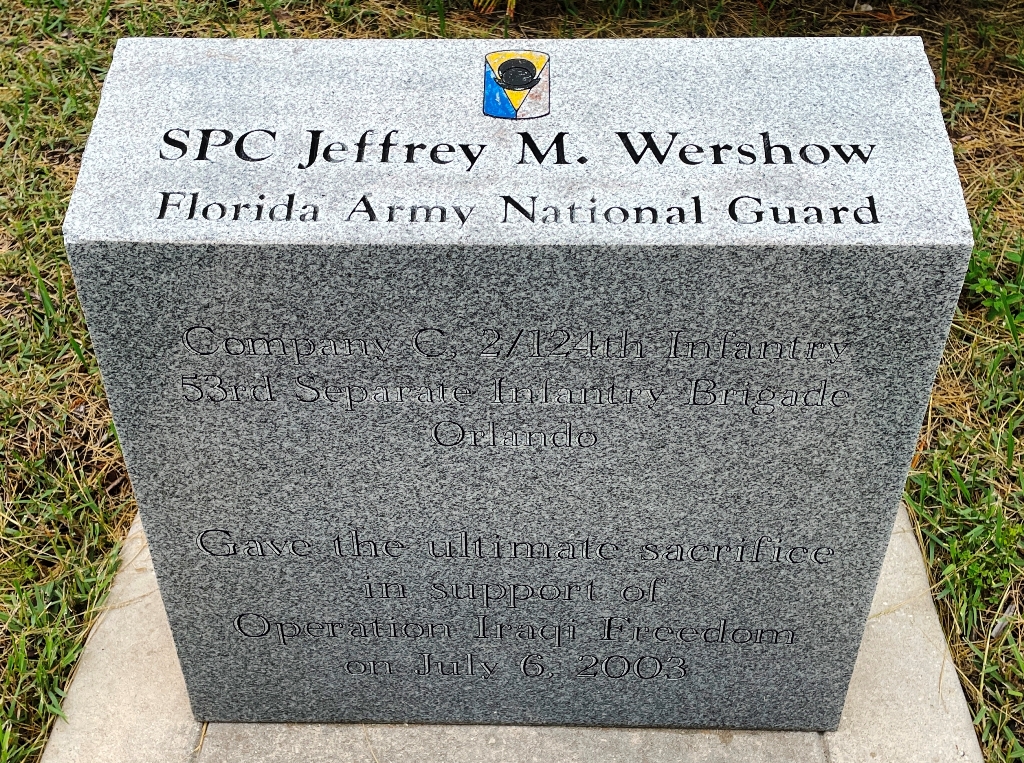 SPC Jeffrey M. Wershow
Florida Army National Guard
Company C, 2/124th Infantry
53rd Separate Infantry Brigade
Orlando
Gave the ultimate sacrifice
in support of
Operation Iraqi Freedom
on July 6, 2003